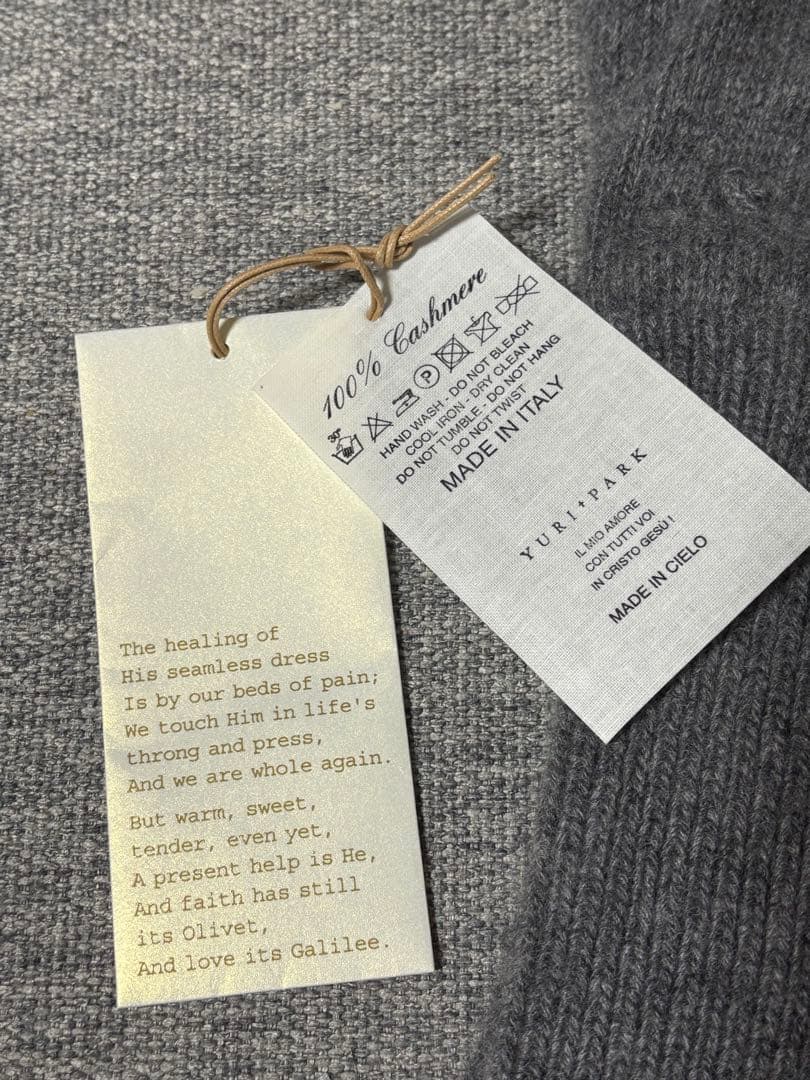 100% Cashmere
30°
P
HAND WASH - DO NOT BLEACH
COOL IRON - DRY CLEAN
DO NOT TUMBLE - DO NOT HANG
DO NOT TWIST
MADE IN ITALY
YURI✝PARK
IL MIO AMORE
CON TUTTI VOI
IN CRISTO GESÙ !
MADE IN CIELO
The healing of
His seamless dress
Is by our beds of pain;
We touch Him in life's
throng and press,
And we are whole again.
But warm, sweet,
tender, even yet,
A present help is He,
And faith has still
its Olivet,
And love its Galilee.